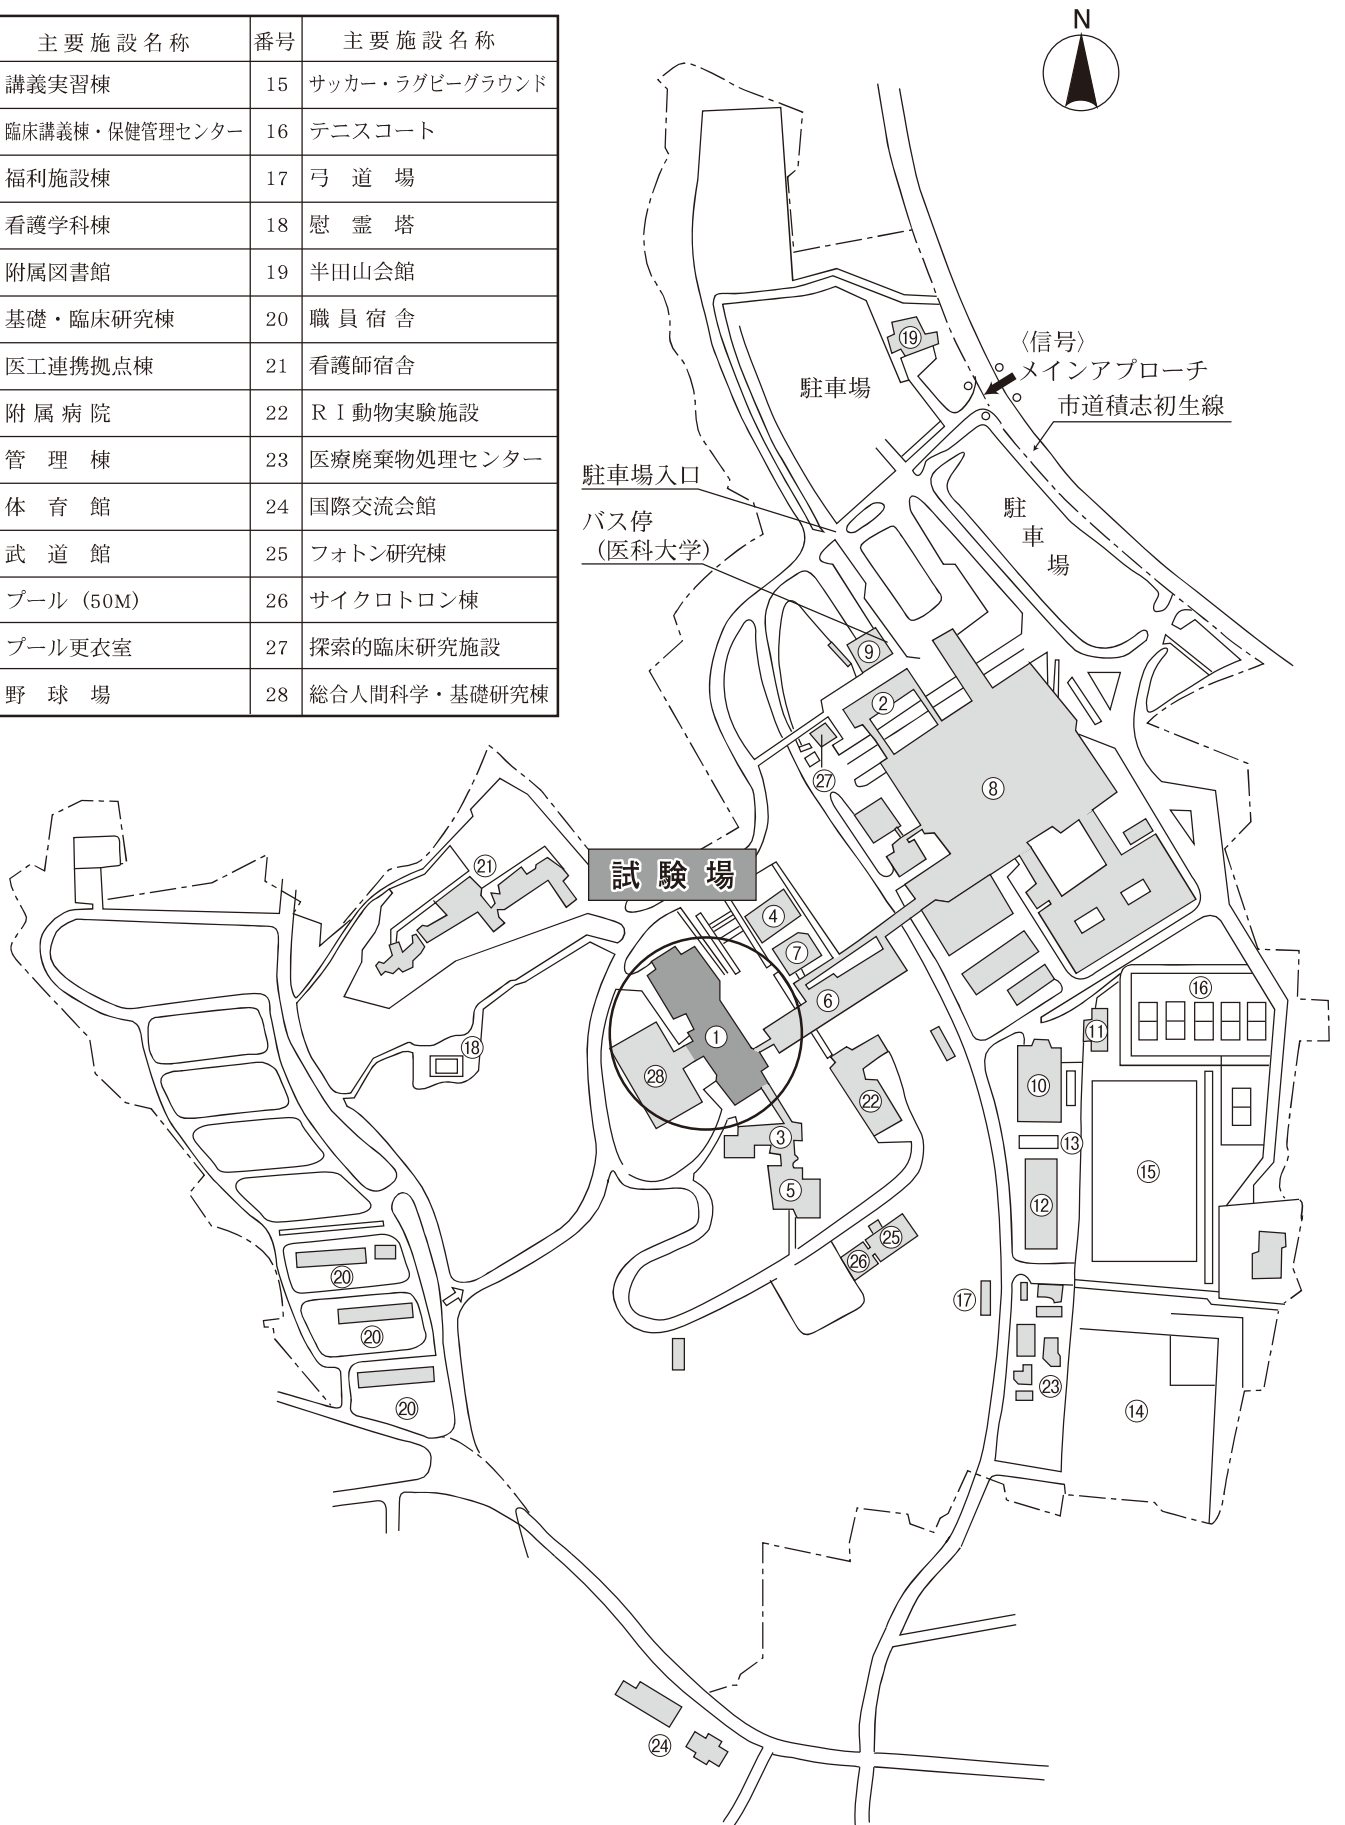 主要施設名称 番号 主要施設名称
講義実習棟 15 サッカー・ラグビーグラウンド
臨床講義棟・保健管理センター 16 テニスコート
福利施設棟 17 弓道場
看護学科棟 18 慰霊塔
附属図書館 19 半田山会館
基礎・臨床研究棟 20 職員宿舎
医工連携拠点棟 21 看護師宿舎
附属病院 22 RI動物実験施設
管理棟 23 医療廃棄物処理センター
体育館 24 国際交流会館
武道館 25 フォトン研究棟
プール(50M) 26 サイクロトロン棟
プール更衣室 27 探索的臨床研究施設
野球場 28 総合人間科学・基礎研究棟
N
⑲
〈信号〉
メインアプローチ
駐車場
市道積志初生線
駐車場入口
駐車場
バス停
(医科大学)
⑨
②
㉗
⑧
㉑
試験場
④
⑦
⑯
⑥
①
⑪
⑱
㉘
⑩
㉒
③
⑬
⑮
⑤
⑫
㉕
㉖
⑳
⑰
⑳
㉓
⑳
⑭
㉔